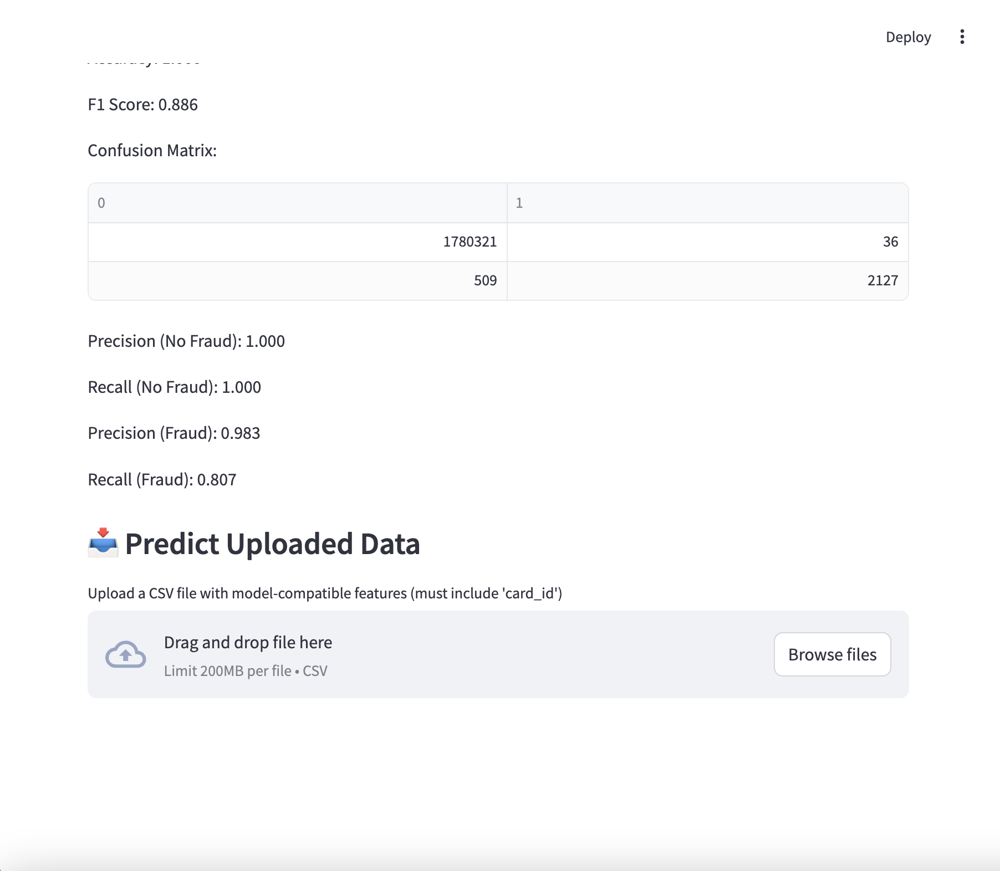 Deploy
F1 Score: 0.886
Confusion Matrix:
0 1
1780321 36
509 2127
Precision (No Fraud): 1.000
Recall (No Fraud): 1.000
Precision (Fraud): 0.983
Recall (Fraud): 0.807
Predict Uploaded Data
Upload a CSV file with model-compatible features (must include 'card_id')
Drag and drop file here
Limit 200MB per file • CSV
Browse files